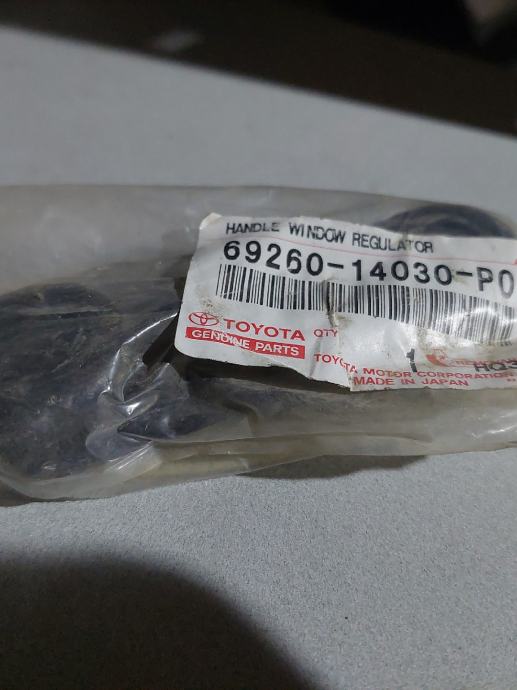 HANDLE WINDOW REGULATOR
69260-14030-P0
TOYOTA QTY
GENUINE PARTS
1
TOYOTA MOTOR CORPORATION
MADE IN JAPAN